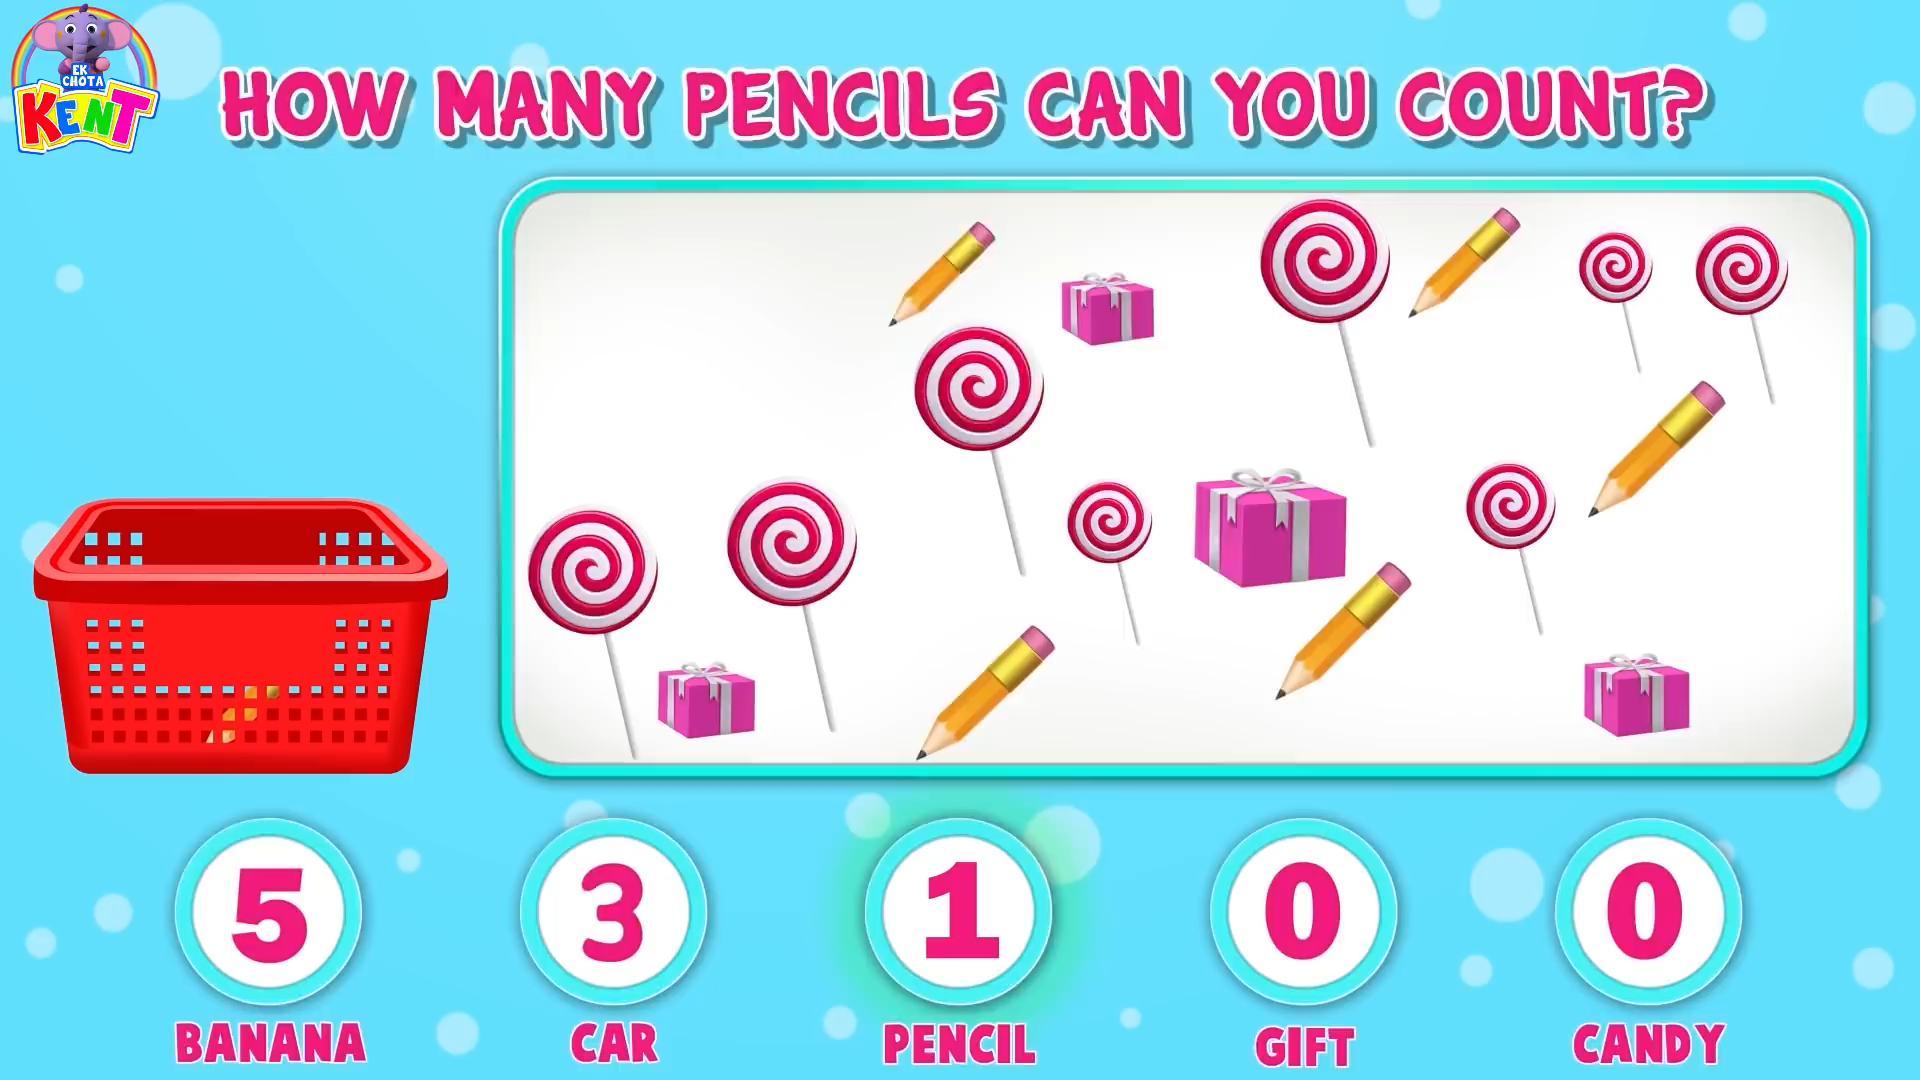 EK
CHOTA
KENT
HOW MANY PENCILS CAN YOU COUNT?
5 3 1 0 0
BANANA CAR PENCIL GIFT CANDY